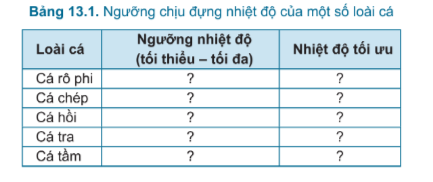 Bảng 13.1. Ngưỡng chịu đựng nhiệt độ của một số loài cá
Loài cá Ngưỡng nhiệt độ (tối thiểu – tối đa) Nhiệt độ tối ưu
Cá rô phi ? ?
Cá chép ? ?
Cá hồi ? ?
Cá tra ? ?
Cá tầm ? ?